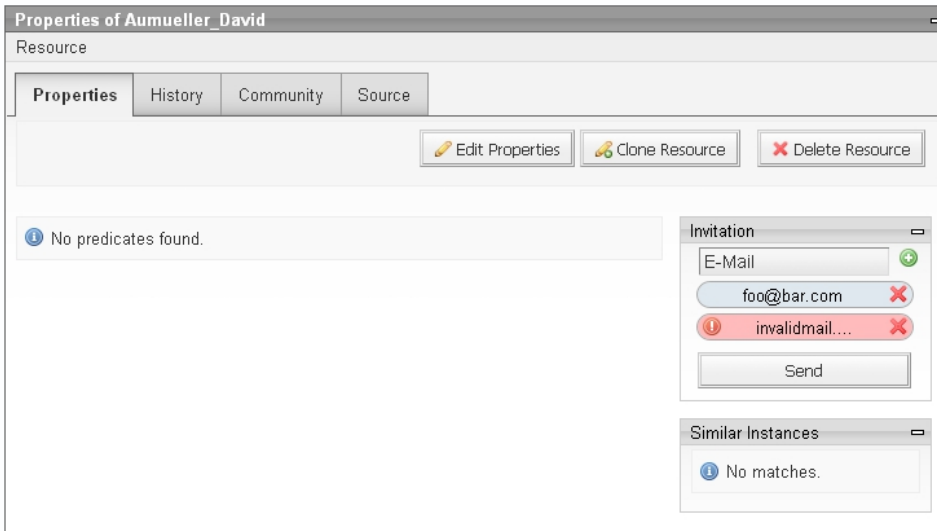 Properties of Aumueller_David
Resource
Properties History Community Source
Edit Properties Clone Resource Delete Resource
No predicates found.
Invitation
E-Mail
foo@bar.com
invalidmail....
Send
Similar Instances
No matches.